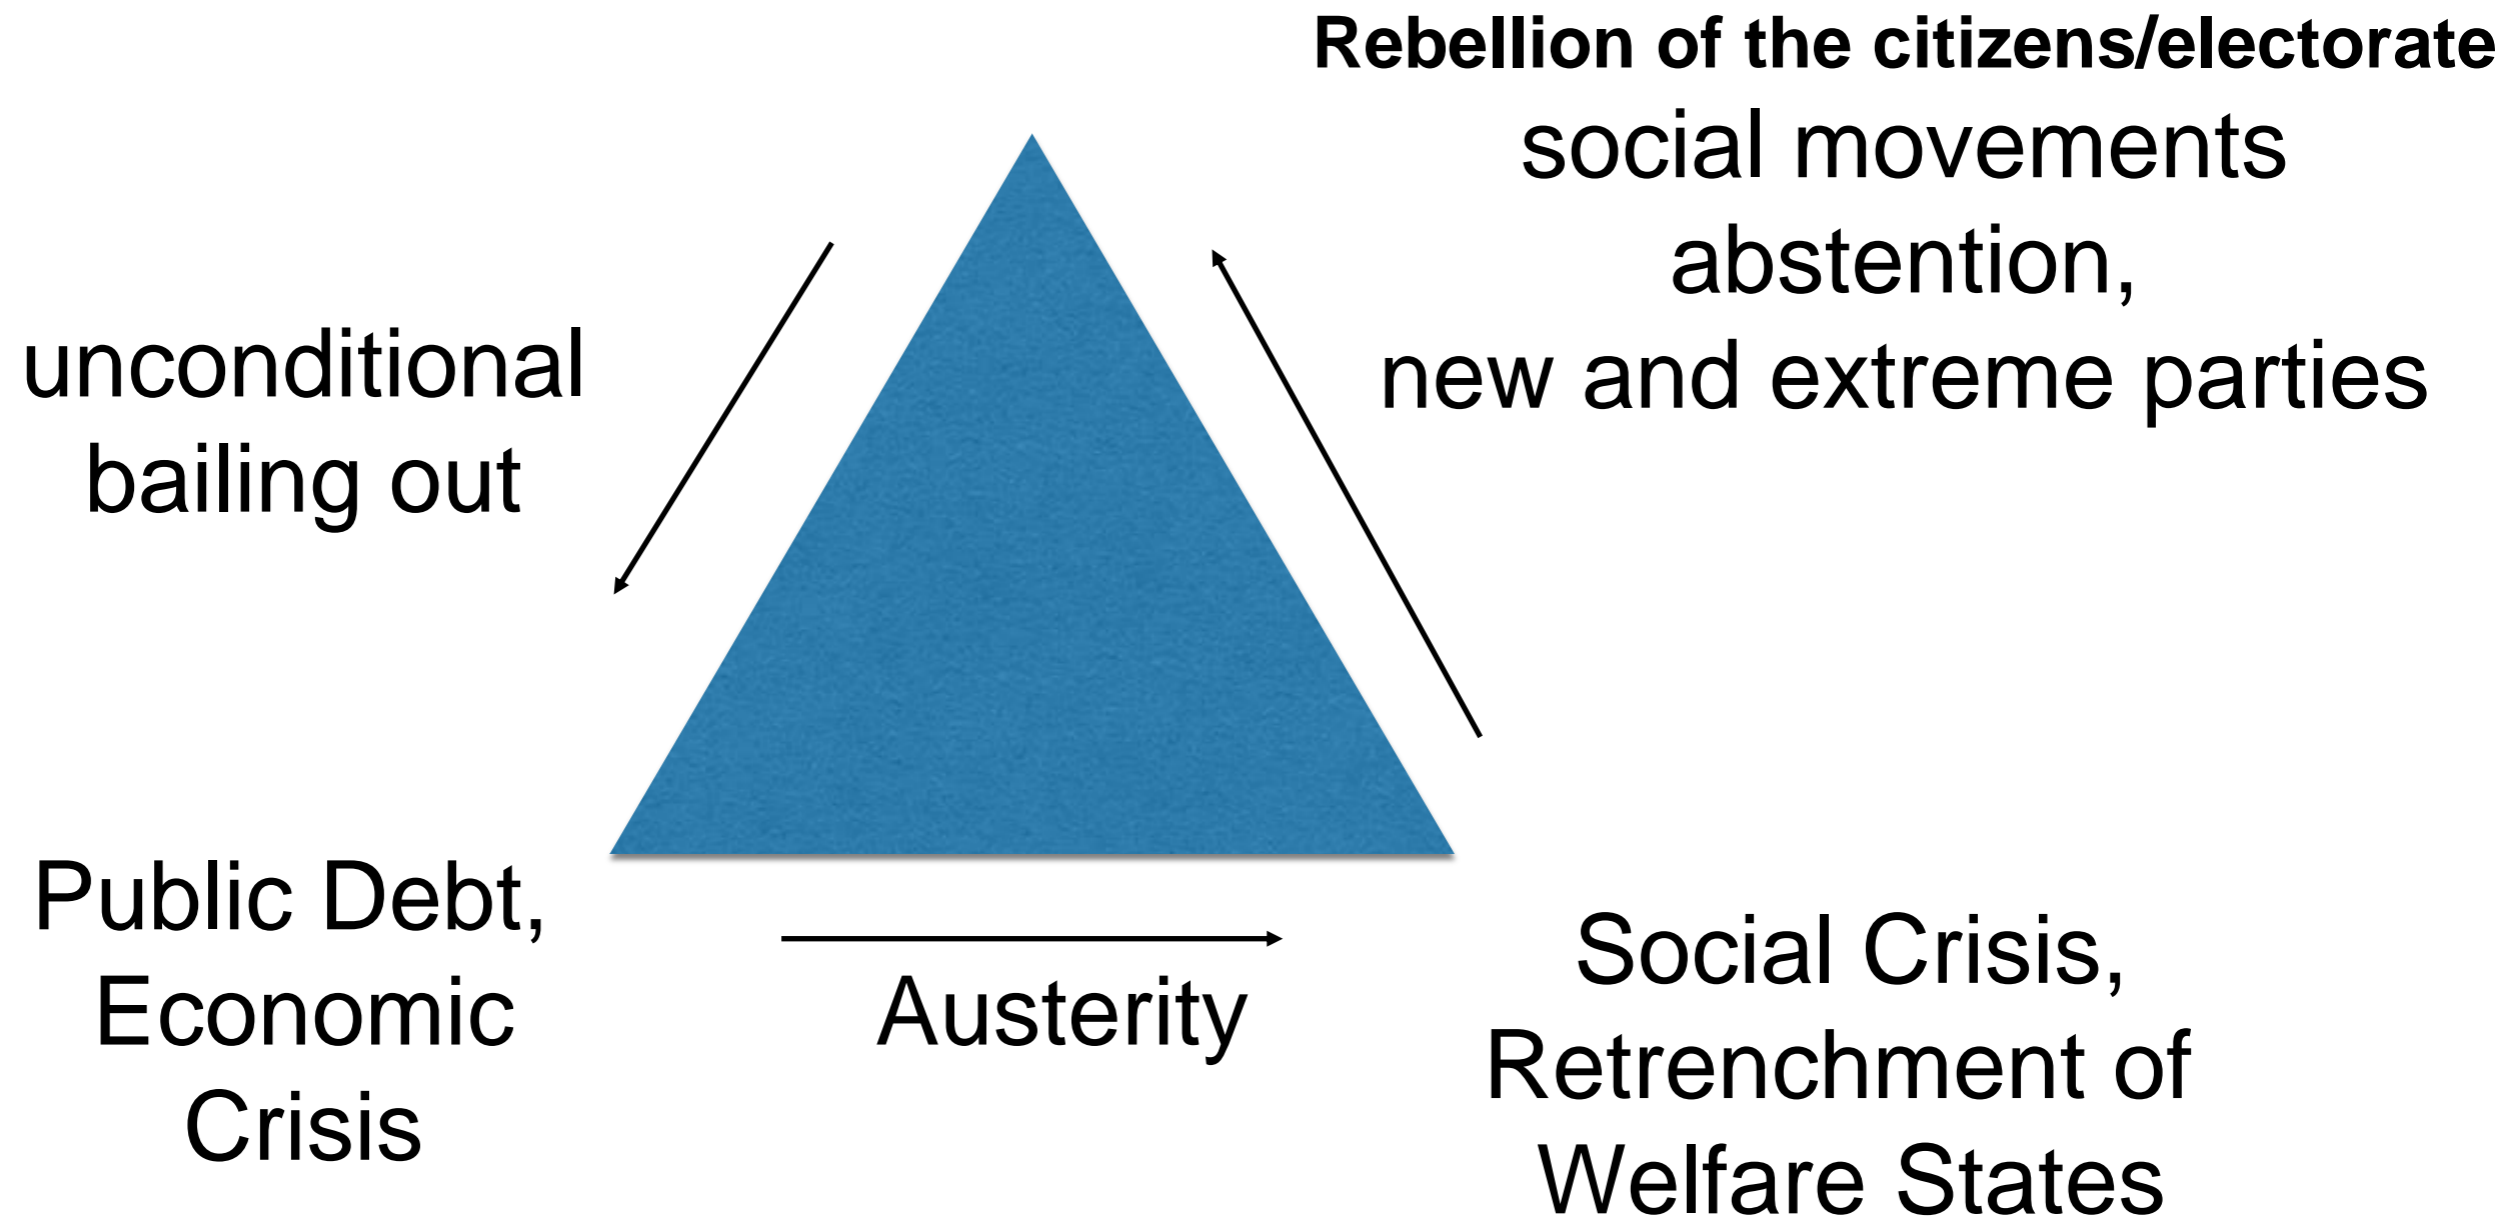 Rebellion of the citizens/electorate
social movements
abstention,
new and extreme parties
unconditional
bailing out
Public Debt,
Economic
Crisis
Austerity
Social Crisis,
Retrenchment of
Welfare States